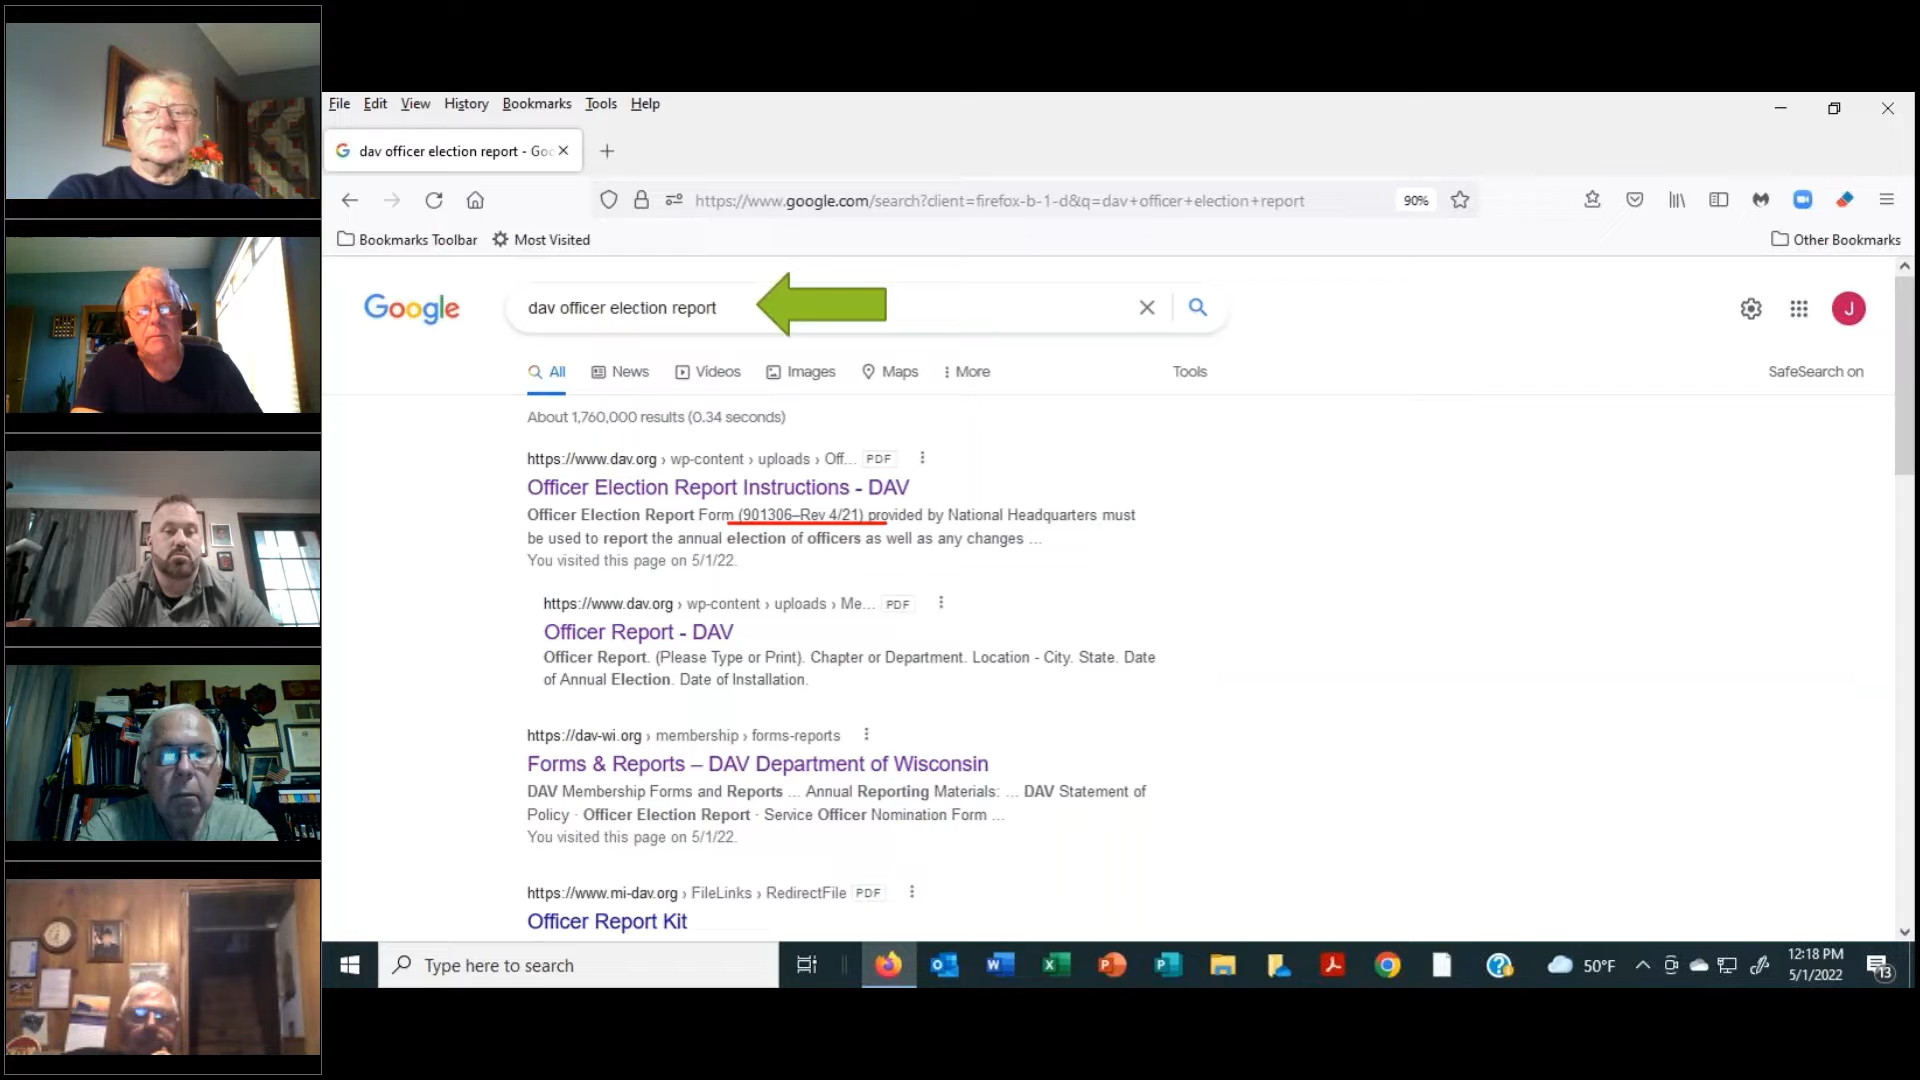 File Edit View History Bookmarks Tools Help
dav officer election report - Goo
https://www.google.com/search?client=firefox-b-1-d&q=dav+officer+election+report
90%
Bookmarks Toolbar Most Visited Other Bookmarks
Google dav officer election report J
All News Videos Images Maps More Tools SafeSearch on
About 1,760,000 results (0.34 seconds)
https://www.dav.org › wp-content › uploads › Off... PDF
Officer Election Report Instructions - DAV
Officer Election Report Form (901306–Rev 4/21) provided by National Headquarters must
be used to report the annual election of officers as well as any changes ...
You visited this page on 5/1/22.
https://www.dav.org › wp-content › uploads › Me... PDF
Officer Report - DAV
Officer Report. (Please Type or Print). Chapter or Department. Location - City. State. Date
of Annual Election. Date of Installation.
https://dav-wi.org › membership › forms-reports
Forms & Reports – DAV Department of Wisconsin
DAV Membership Forms and Reports ... Annual Reporting Materials: ... DAV Statement of
Policy · Officer Election Report · Service Officer Nomination Form ...
You visited this page on 5/1/22.
https://www.mi-dav.org › FileLinks › RedirectFile PDF
Officer Report Kit
Type here to search
50°F
12:18 PM
5/1/2022
13